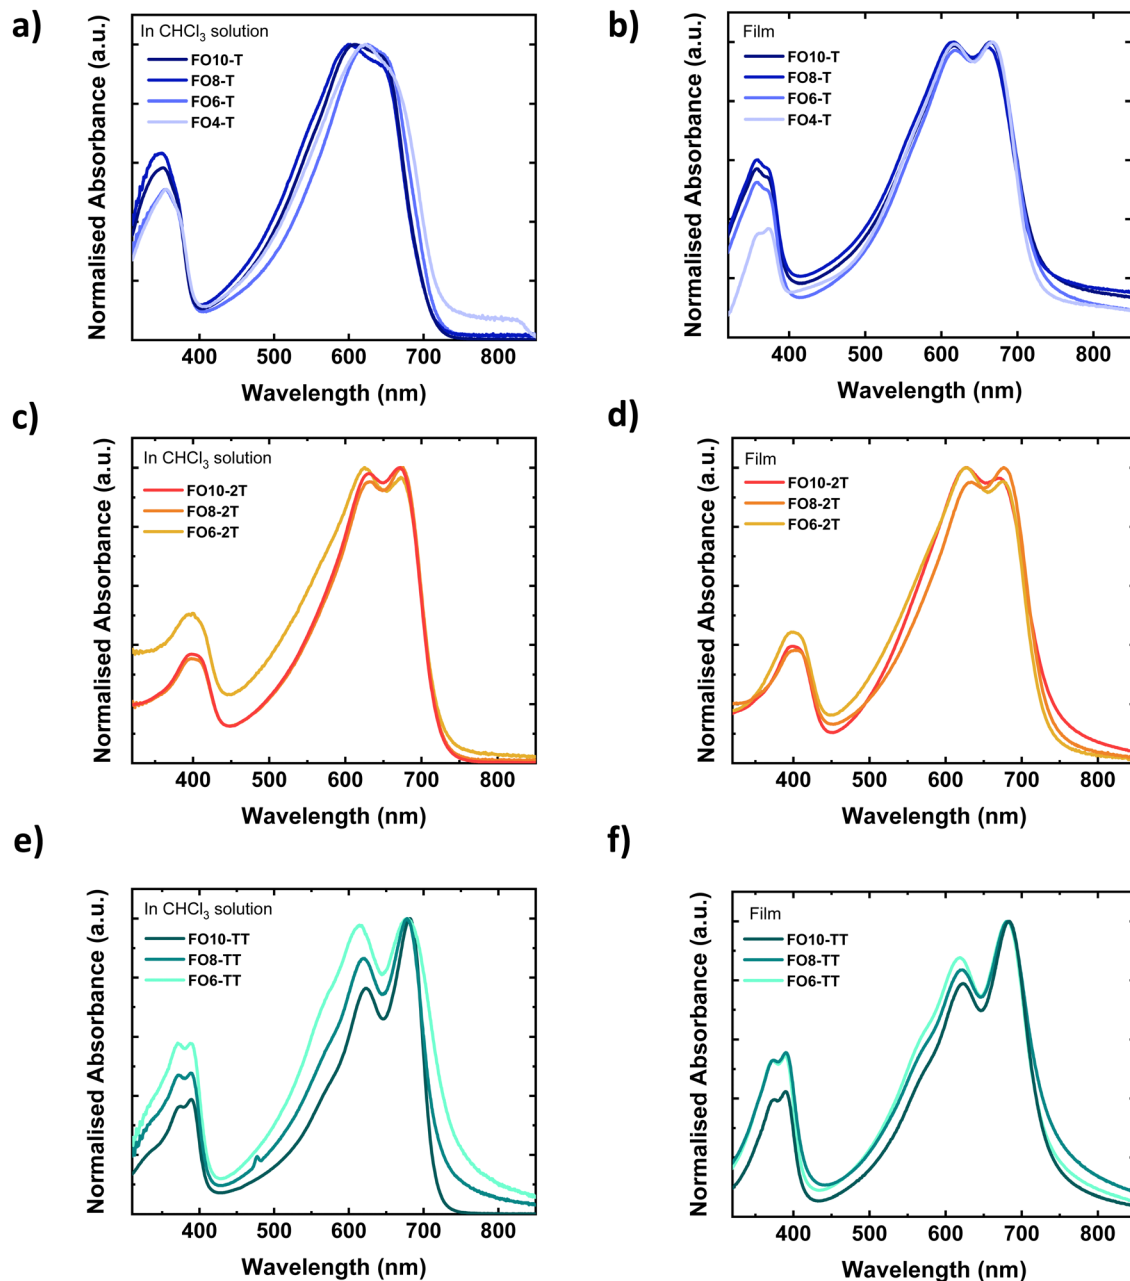 a)
In CHCl₃ solution
FO10-T
FO8-T
FO6-T
FO4-T
Normalised Absorbance (a.u.)
400 500 600 700 800
Wavelength (nm)
b)
Film
FO10-T
FO8-T
FO6-T
FO4-T
Normalised Absorbance (a.u.)
400 500 600 700 800
Wavelength (nm)
c)
In CHCl₃ solution
FO10-2T
FO8-2T
FO6-2T
Normalised Absorbance (a.u.)
400 500 600 700 800
Wavelength (nm)
d)
Film
FO10-2T
FO8-2T
FO6-2T
Normalised Absorbance (a.u.)
400 500 600 700 800
Wavelength (nm)
e)
In CHCl₃ solution
FO10-TT
FO8-TT
FO6-TT
Normalised Absorbance (a.u.)
400 500 600 700 800
Wavelength (nm)
f)
Film
FO10-TT
FO8-TT
FO6-TT
Normalised Absorbance (a.u.)
400 500 600 700 800
Wavelength (nm)